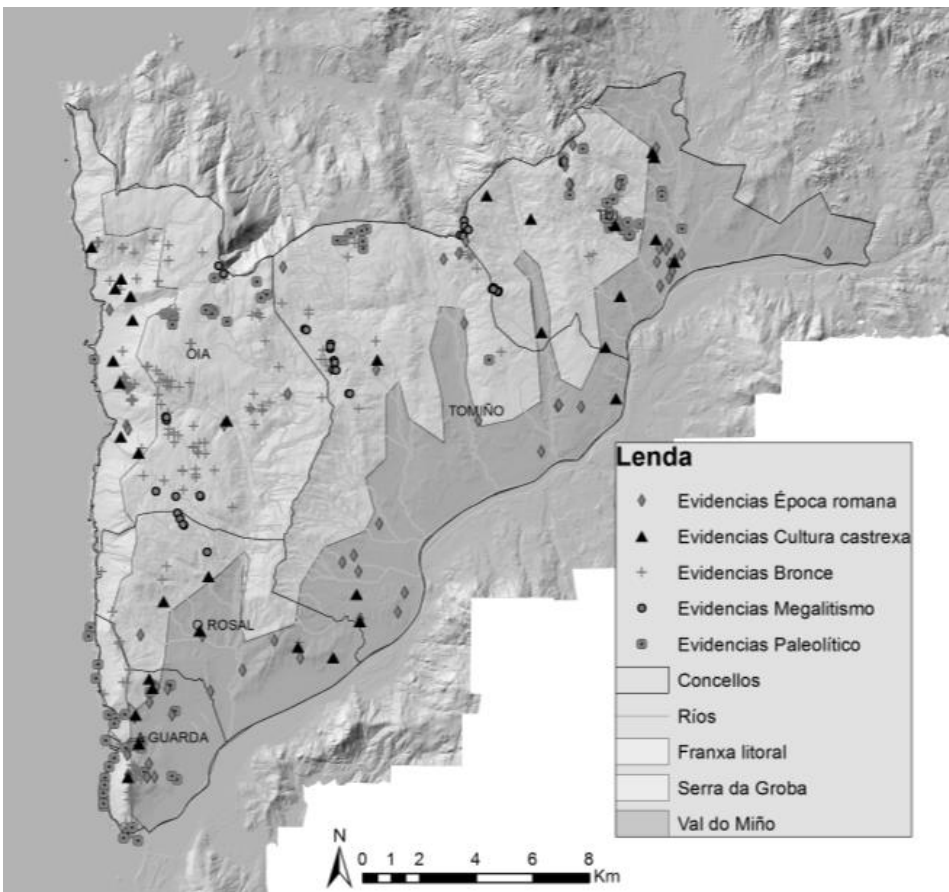 TUI
OIA
TOMIÑO
O ROSAL
GUARDA
Lenda
Evidencias Época romana
Evidencias Cultura castrexa
Evidencias Bronce
Evidencias Megalitismo
Evidencias Paleolítico
Concellos
Ríos
Franxa litoral
Serra da Groba
Val do Miño
N
0 1 2 4 6 8
Km